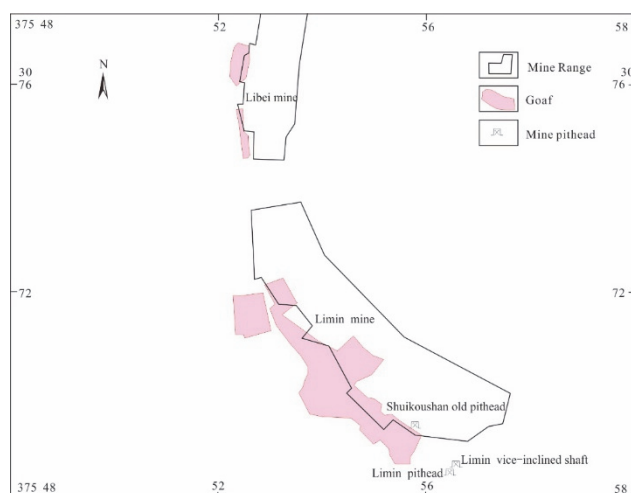 375 48
52
56
58
30
76
N
Mine Range
Goaf
Mine pithead
Libei mine
72
72
Limin mine
Shuikoushan old pithead
Limin vice-inclined shaft
Limin pithead
375 48
52
56
58